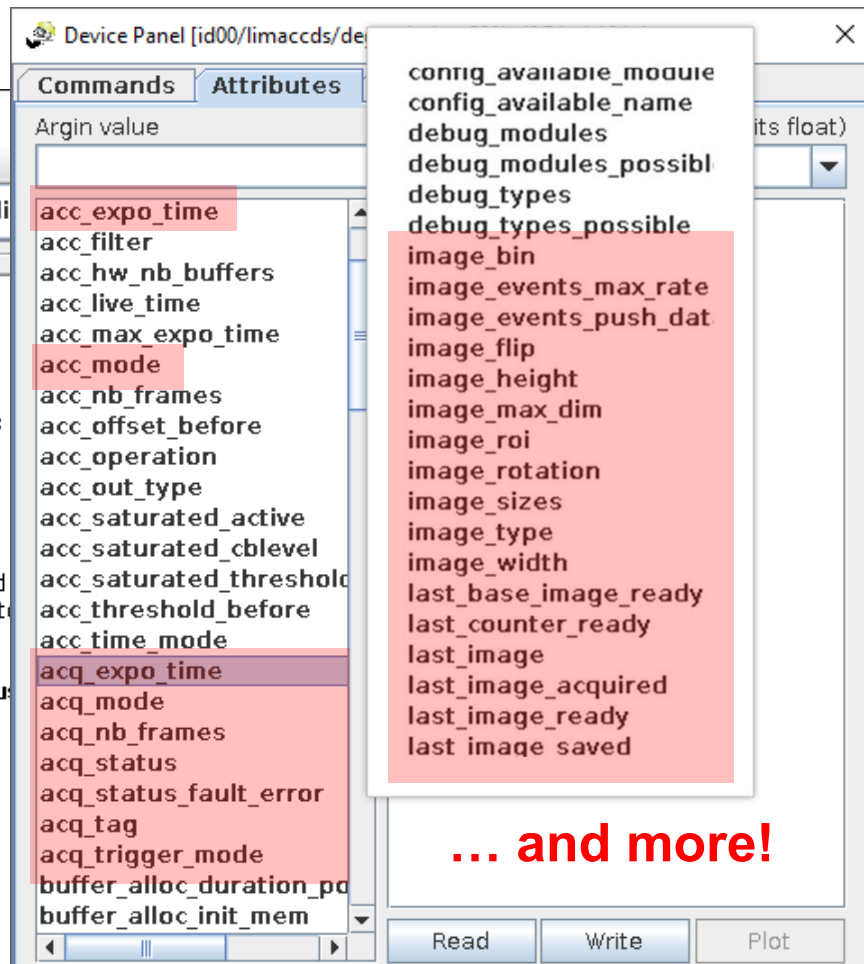 Device Panel [id00/limaccds/de
Commands Attributes
Argin value
its float)
acc_expo_time
acc_filter
acc_hw_nb_buffers
acc_live_time
acc_max_expo_time
acc_mode
acc_nb_frames
acc_offset_before
acc_operation
acc_out_type
acc_saturated_active
acc_saturated_cblevel
acc_saturated_threshold
acc_threshold_before
acc_time_mode
acq_expo_time
acq_mode
acq_nb_frames
acq_status
acq_status_fault_error
acq_tag
acq_trigger_mode
buffer_alloc_duration_po
buffer_alloc_init_mem
config_available_module
config_available_name
debug_modules
debug_modules_possibl
debug_types
debug_types_possible
image_bin
image_events_max_rate
image_events_push_dat
image_flip
image_height
image_max_dim
image_roi
image_rotation
image_sizes
image_type
image_width
last_base_image_ready
last_counter_ready
last_image
last_image_acquired
last_image_ready
last_image_saved
... and more!
Read Write Plot